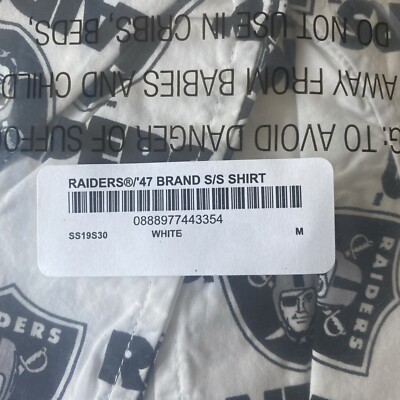 DO NOT USE IN CRIBS, BEDS,
AWAY FROM BABIES AND CHILD
G: TO AVOID DANGER OF SUFFO
RAIDERS®/'47 BRAND S/S SHIRT
0888977443354
SS19S30 WHITE M
RAIDERS
RAIDERS